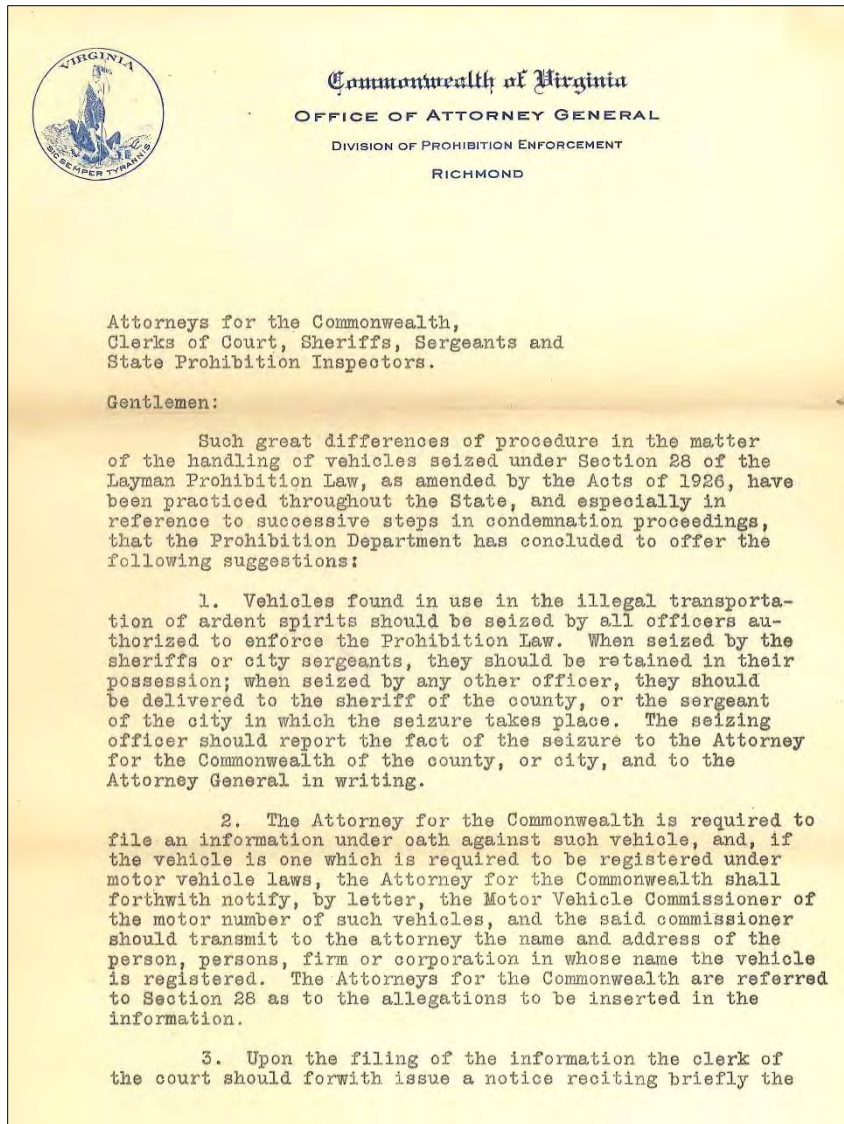 VIRGINIA
SIC SEMPER TYRANNIS
Commonwealth of Virginia
OFFICE OF ATTORNEY GENERAL
DIVISION OF PROHIBITION ENFORCEMENT
RICHMOND
Attorneys for the Commonwealth,
Clerks of Court, Sheriffs, Sergeants and
State Prohibition Inspectors.
Gentlemen:
Such great differences of procedure in the matter
of the handling of vehicles seized under Section 28 of the
Layman Prohibition Law, as amended by the Acts of 1926, have
been practiced throughout the State, and especially in
reference to successive steps in condemnation proceedings,
that the Prohibition Department has concluded to offer the
following suggestions:
1. Vehicles found in use in the illegal transporta-
tion of ardent spirits should be seized by all officers au-
thorized to enforce the Prohibition Law. When seized by the
sheriffs or city sergeants, they should be retained in their
possession; when seized by any other officer, they should
be delivered to the sheriff of the county, or the sergeant
of the city in which the seizure takes place. The seizing
officer should report the fact of the seizure to the Attorney
for the Commonwealth of the county, or city, and to the
Attorney General in writing.
2. The Attorney for the Commonwealth is required to
file an information under oath against such vehicle, and, if
the vehicle is one which is required to be registered under
motor vehicle laws, the Attorney for the Commonwealth shall
forthwith notify, by letter, the Motor Vehicle Commissioner of
the motor number of such vehicles, and the said commissioner
should transmit to the attorney the name and address of the
person, persons, firm or corporation in whose name the vehicle
is registered. The Attorneys for the Commonwealth are referred
to Section 28 as to the allegations to be inserted in the
information.
3. Upon the filing of the information the clerk of
the court should forwith issue a notice reciting briefly the